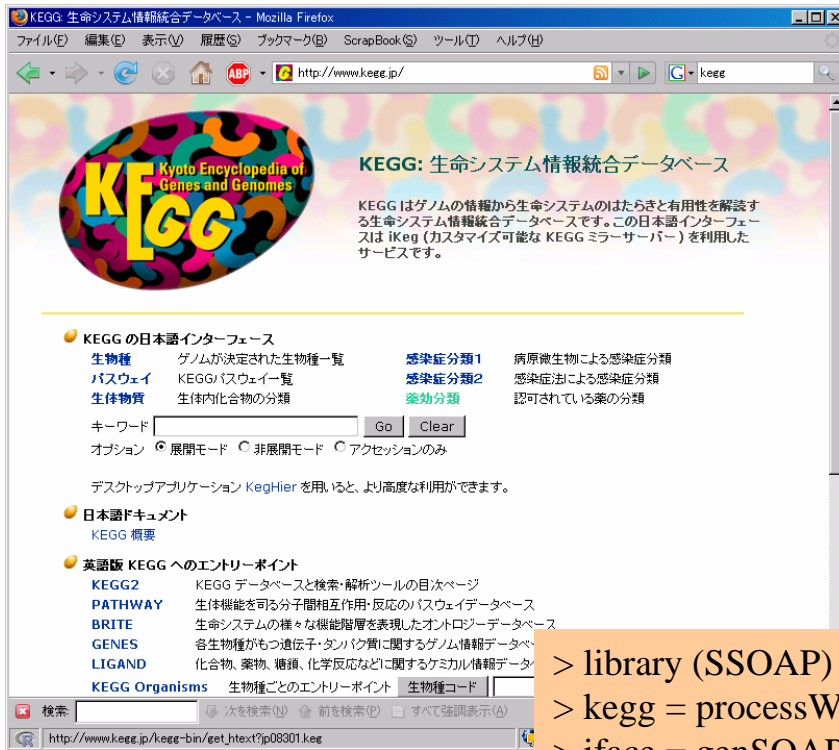 KEGG: 生命システム情報統合データベース - Mozilla Firefox
ファイル(F) 編集(E) 表示(V) 履歴(S) ブックマーク(B) ScrapBook(S) ツール(T) ヘルプ(H)
ABP http://www.kegg.jp/ G kegg
Kyoto Encyclopedia of
Genes and Genomes
KEGG
KEGG: 生命システム情報統合データベース
KEGG はゲノムの情報から生命システムのはたらきと有用性を解読す
る生命システム情報統合データベースです。この日本語インターフェー
スは iKeg (カスタマイズ可能な KEGG ミラーサーバー) を利用した
サービスです。
KEGG の日本語インターフェース
生物種 ゲノムが決定された生物種一覧 感染症分類1 病原微生物による感染症分類
パスウェイ KEGGパスウェイ一覧 感染症分類2 感染症法による感染症分類
生体物質 生体内化合物の分類 薬効分類 認可されている薬の分類
キーワード Go Clear
オプション 展開モード 非展開モード アクセッションのみ
デスクトップアプリケーション KegHier を用いると、より高度な利用ができます。
日本語ドキュメント
KEGG 概要
英語版 KEGG へのエントリーポイント
KEGG2 KEGG データベースと検索・解析ツールの目次ページ
PATHWAY 生体機能を司る分子間相互作用・反応のパスウェイデータベース
BRITE 生命システムの様々な機能階層を表現したオントロジーデータベース
GENES 各生物種がもつ遺伝子・タンパク質に関するゲノム情報データベ
LIGAND 化合物、薬物、糖鎖、化学反応などに関するケミカル情報データ
KEGG Organisms 生物種ごとのエントリーポイント 生物種コード
検索: 次を検索(N) 前を検索(P) すべて強調表示(A)
http://www.kegg.jp/kegg-bin/get_htext?jp08301.keg
> library (SSOAP)
> kegg = processW
> iface = genSOAP